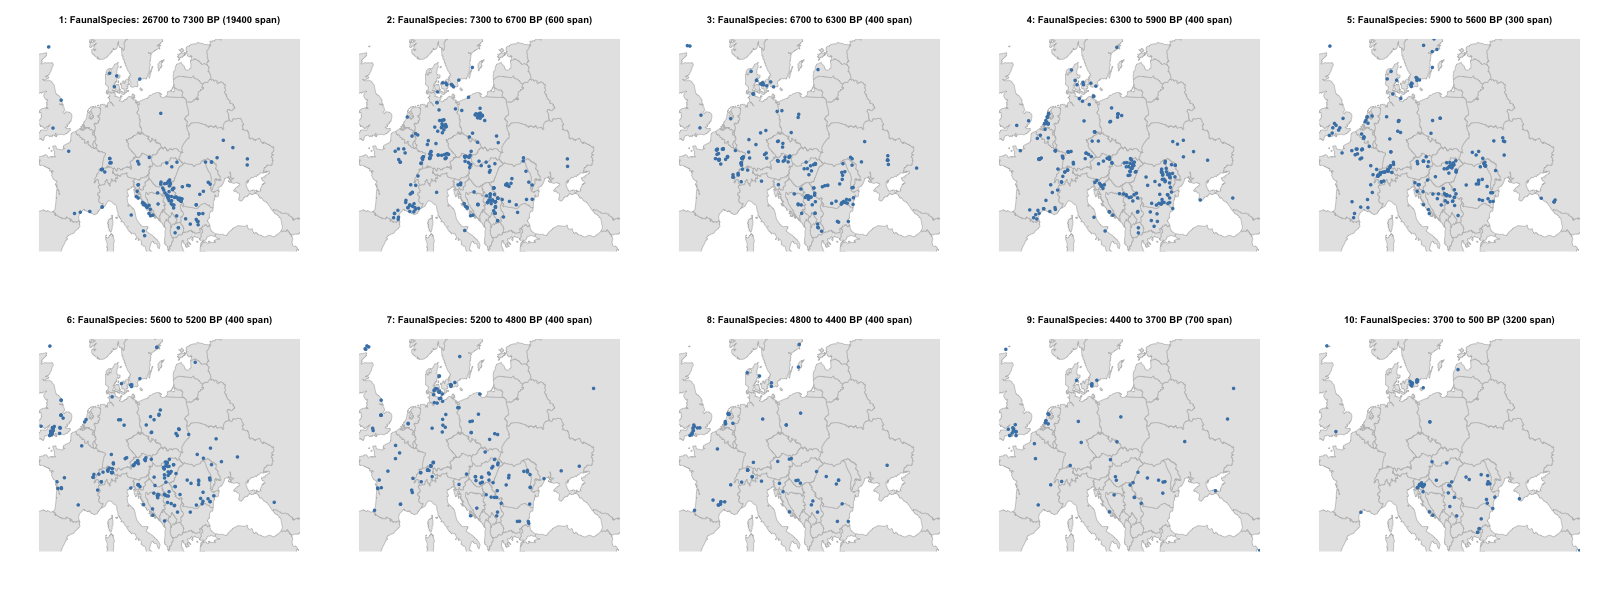 1: FaunalSpecies: 26700 to 7300 BP (19400 span)
2: FaunalSpecies: 7300 to 6700 BP (600 span)
3: FaunalSpecies: 6700 to 6300 BP (400 span)
4: FaunalSpecies: 6300 to 5900 BP (400 span)
5: FaunalSpecies: 5900 to 5600 BP (300 span)
6: FaunalSpecies: 5600 to 5200 BP (400 span)
7: FaunalSpecies: 5200 to 4800 BP (400 span)
8: FaunalSpecies: 4800 to 4400 BP (400 span)
9: FaunalSpecies: 4400 to 3700 BP (700 span)
10: FaunalSpecies: 3700 to 500 BP (3200 span)